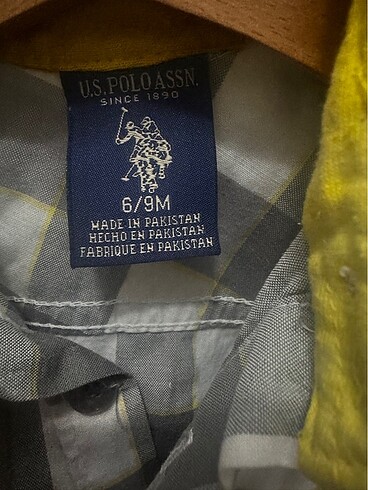 U.S. POLO ASSN.
SINCE 1890
6/9M
MADE IN PAKISTAN
HECHO EN PAKISTAN
FABRIQUE EN PAKISTAN